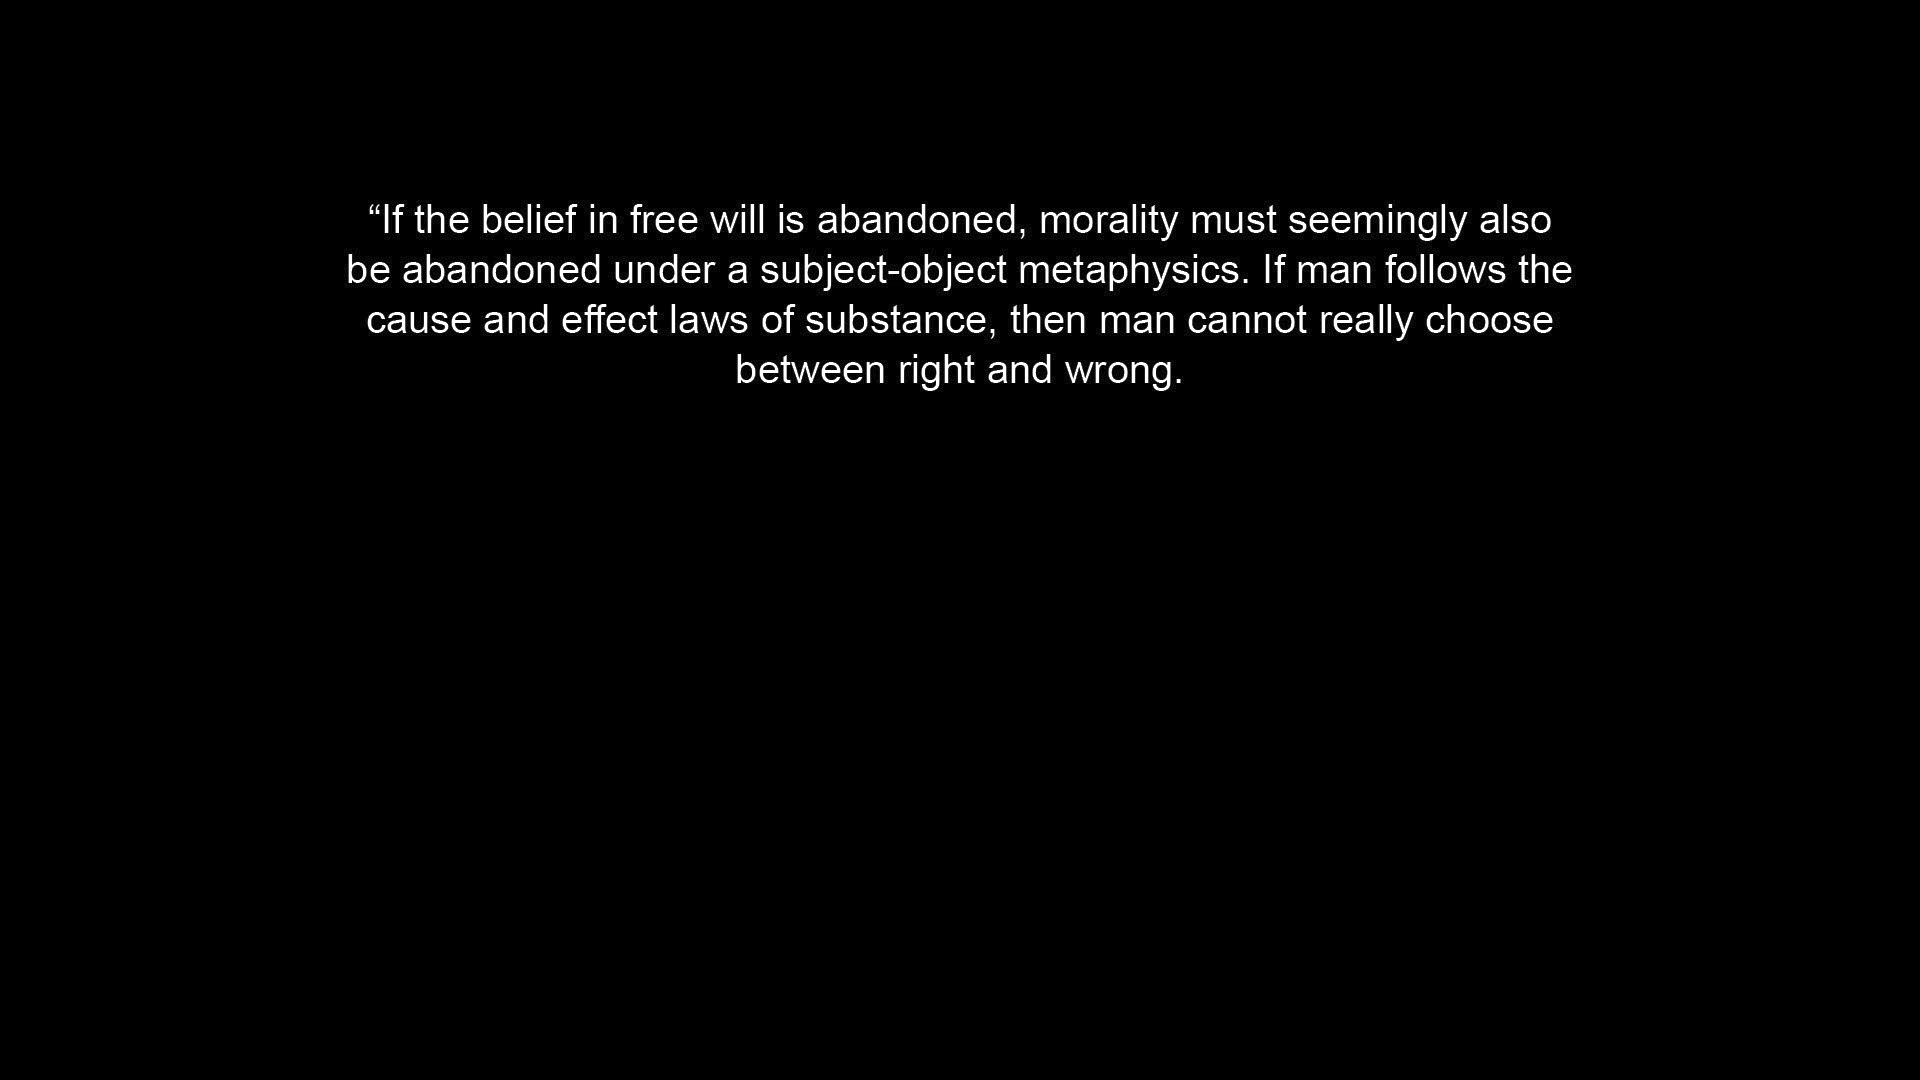 “If the belief in free will is abandoned, morality must seemingly also
be abandoned under a subject-object metaphysics. If man follows the
cause and effect laws of substance, then man cannot really choose
between right and wrong.